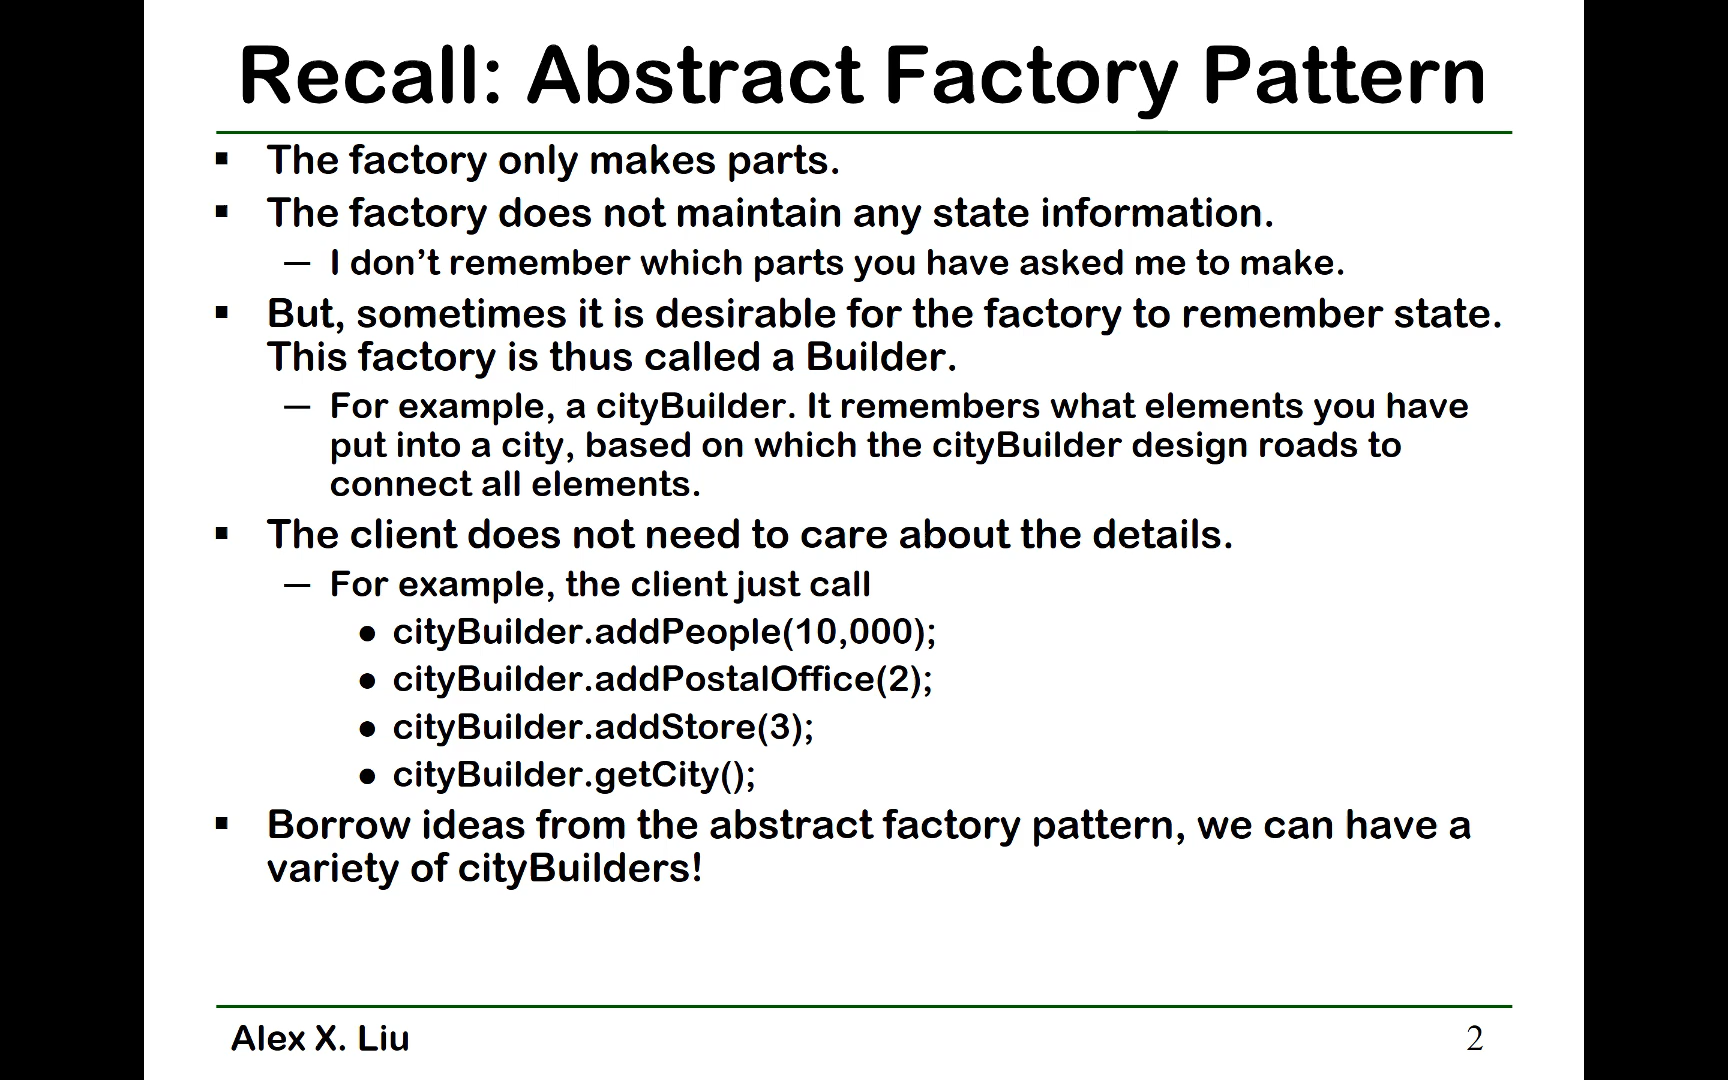 Recall: Abstract Factory Pattern
▪ The factory only makes parts.
▪ The factory does not maintain any state information.
— I don’t remember which parts you have asked me to make.
▪ But, sometimes it is desirable for the factory to remember state.
This factory is thus called a Builder.
— For example, a cityBuilder. It remembers what elements you have
put into a city, based on which the cityBuilder design roads to
connect all elements.
▪ The client does not need to care about the details.
— For example, the client just call
● cityBuilder.addPeople(10,000);
● cityBuilder.addPostalOffice(2);
● cityBuilder.addStore(3);
● cityBuilder.getCity();
▪ Borrow ideas from the abstract factory pattern, we can have a
variety of cityBuilders!
Alex X. Liu
2